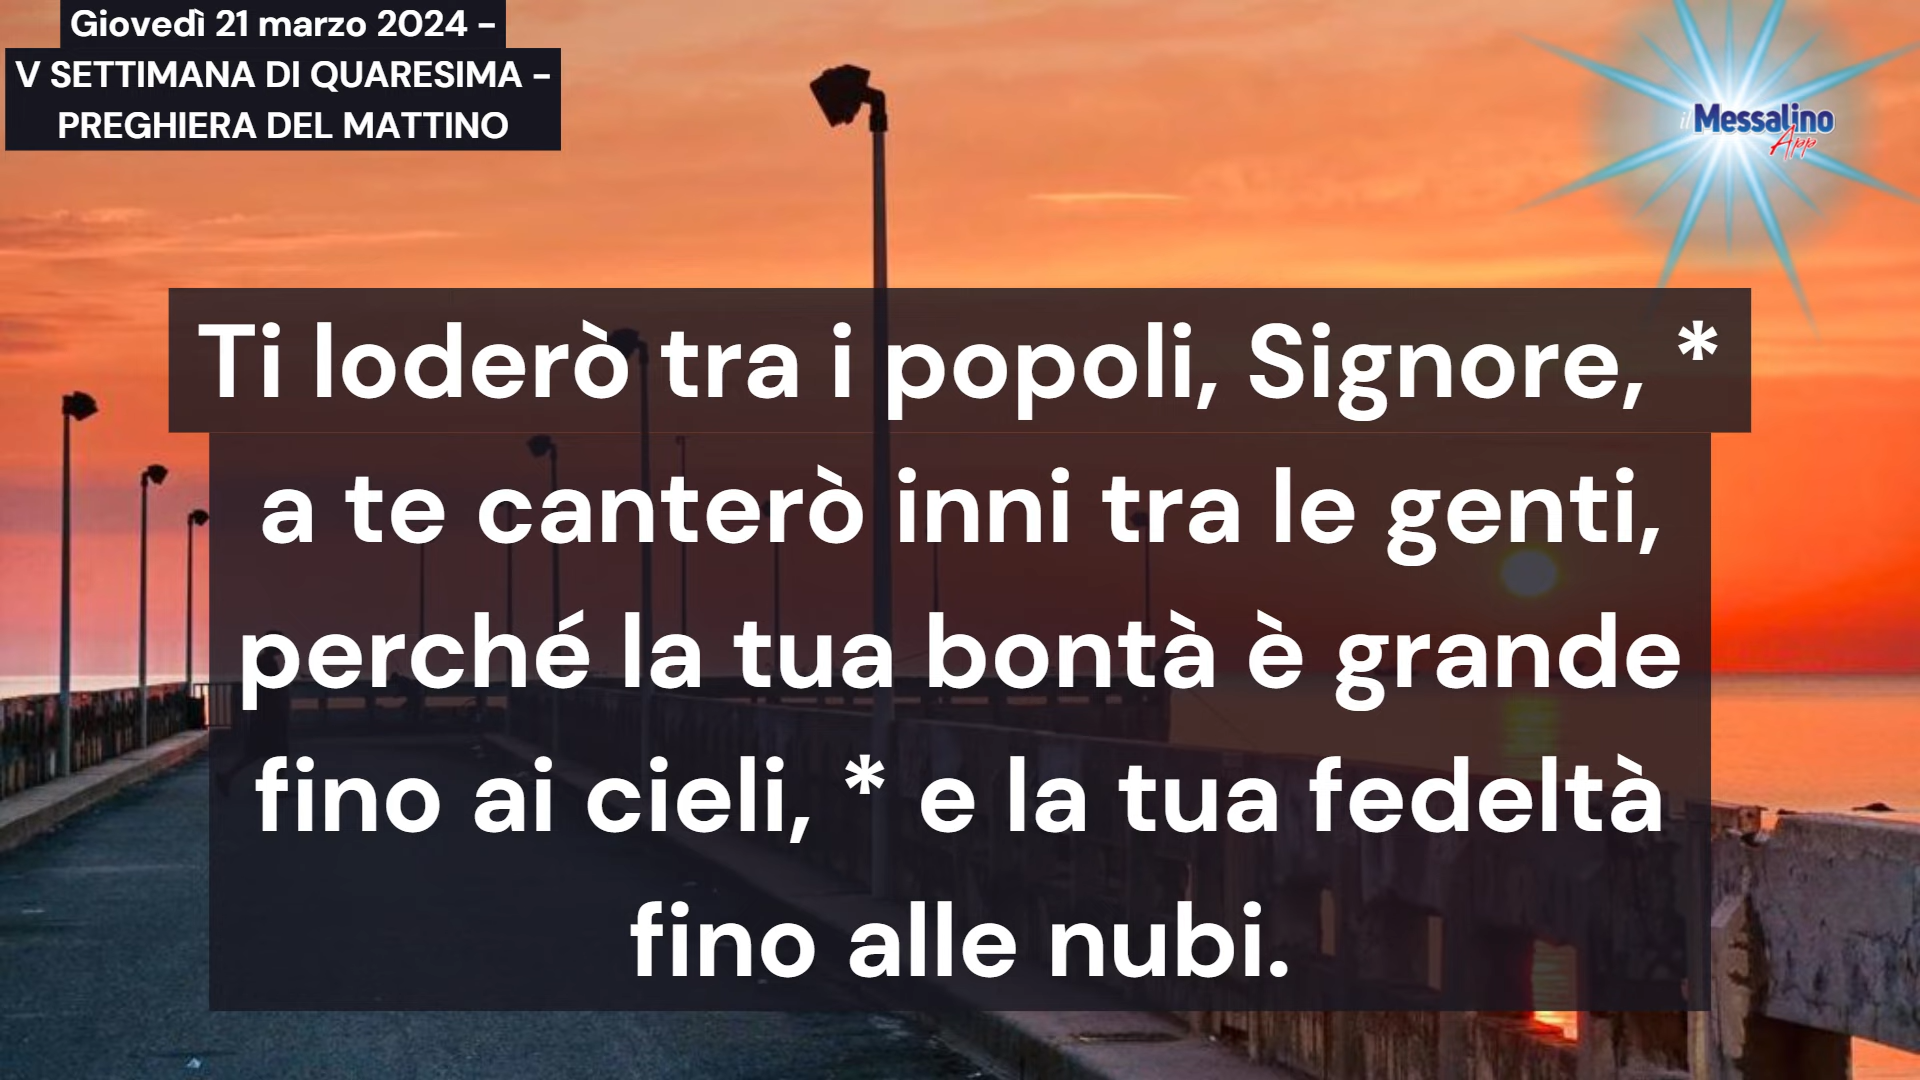 Giovedì 21 marzo 2024 -
V SETTIMANA DI QUARESIMA -
PREGHIERA DEL MATTINO
il Messalino
App
Ti loderò tra i popoli, Signore, *
a te canterò inni tra le genti,
perché la tua bontà è grande
fino ai cieli, * e la tua fedeltà
fino alle nubi.